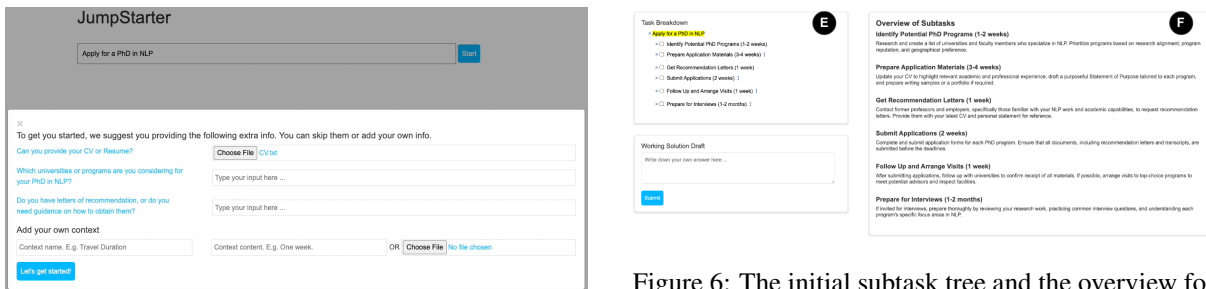 JumpStarter
Apply for a PhD in NLP
Start
×
To get you started, we suggest you providing the following extra info. You can skip them or add your own info.
Can you provide your CV or Resume?
Choose File CV.txt
Which universities or programs are you considering for
your PhD in NLP?
Type your input here ...
Do you have letters of recommendation, or do you
need guidance on how to obtain them?
Type your input here ...
Add your own context
Context name. E.g. Travel Duration
Context content. E.g. One week.
OR
Choose File No file chosen
Let's get started!
Task Breakdown
E
Apply for a PhD in NLP
Identify Potential PhD Programs (1-2 weeks)
Prepare Application Materials (3-4 weeks)
Get Recommendation Letters (1 week)
Submit Applications (2 weeks)
Follow Up and Arrange Visits (1 week)
Prepare for Interviews (1-2 months)
Working Solution Draft
Write down your own answer here ...
Submit
Overview of Subtasks
F
Identify Potential PhD Programs (1-2 weeks)
Research and create a list of universities and faculty members who specialize in NLP. Prioritize programs based on research alignment, program
reputation, and geographical preference.
Prepare Application Materials (3-4 weeks)
Update your CV to highlight relevant academic and professional experience, draft a purposeful Statement of Purpose tailored to each program,
and prepare writing samples or a portfolio if required.
Get Recommendation Letters (1 week)
Contact former professors and employers, specifically those familiar with your NLP work and academic capabilities, to request recommendation
letters. Provide them with your latest CV and personal statement for reference.
Submit Applications (2 weeks)
Complete and submit application forms for each PhD program. Ensure that all documents, including recommendation letters and transcripts, are
submitted before the deadlines.
Follow Up and Arrange Visits (1 week)
After submitting applications, follow up with universities to confirm receipt of all materials. If possible, arrange visits to top-choice programs to
meet potential advisors and inspect facilities.
Prepare for Interviews (1-2 months)
If invited for interviews, prepare thoroughly by reviewing your research work, practicing common interview questions, and understanding each
program's specific focus areas in NLP.
Figure 6: The initial subtask tree and the overview fo